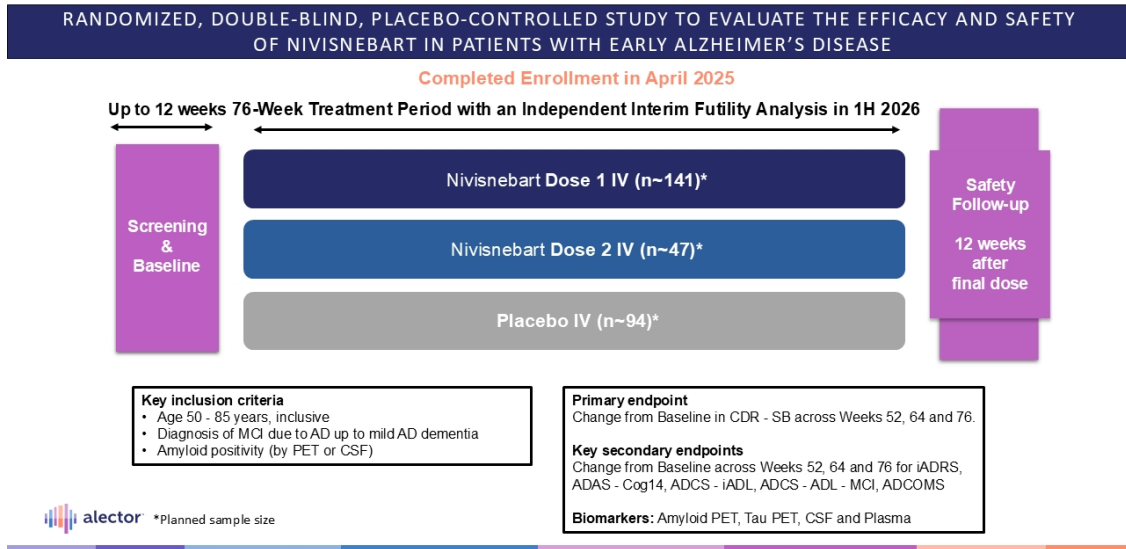 RANDOMIZED, DOUBLE-BLIND, PLACEBO-CONTROLLED STUDY TO EVALUATE THE EFFICACY AND SAFETY
OF NIVISNEBART IN PATIENTS WITH EARLY ALZHEIMER'S DISEASE
Completed Enrollment in April 2025
Up to 12 weeks 76-Week Treatment Period with an Independent Interim Futility Analysis in 1H 2026
Screening
&
Baseline
Nivisnebart Dose 1 IV (n~141)*
Nivisnebart Dose 2 IV (n~47)*
Placebo IV (n~94)*
Safety
Follow-up
12 weeks
after
final dose
Key inclusion criteria
• Age 50 - 85 years, inclusive
• Diagnosis of MCI due to AD up to mild AD dementia
• Amyloid positivity (by PET or CSF)
Primary endpoint
Change from Baseline in CDR - SB across Weeks 52, 64 and 76.
Key secondary endpoints
Change from Baseline across Weeks 52, 64 and 76 for iADRS,
ADAS - Cog14, ADCS - iADL, ADCS - ADL - MCI, ADCOMS
Biomarkers: Amyloid PET, Tau PET, CSF and Plasma
alector
*Planned sample size